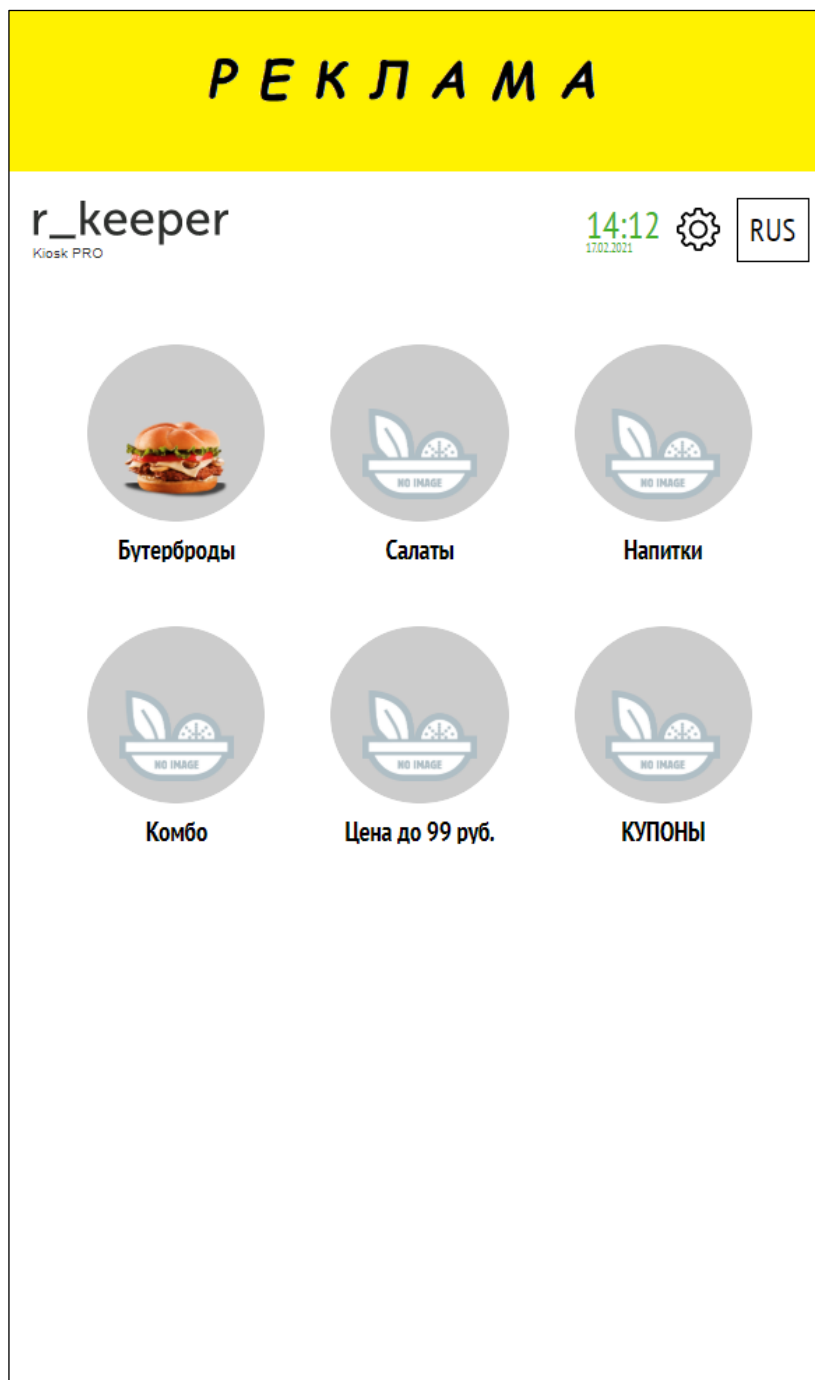 РЕКЛАМА
r_keeper
Kiosk PRO
14:12
17.02.2021
RUS
NO IMAGE
NO IMAGE
Бутерброды
Салаты
Напитки
NO IMAGE
NO IMAGE
NO IMAGE
Комбо
Цена до 99 руб.
КУПОНЫ